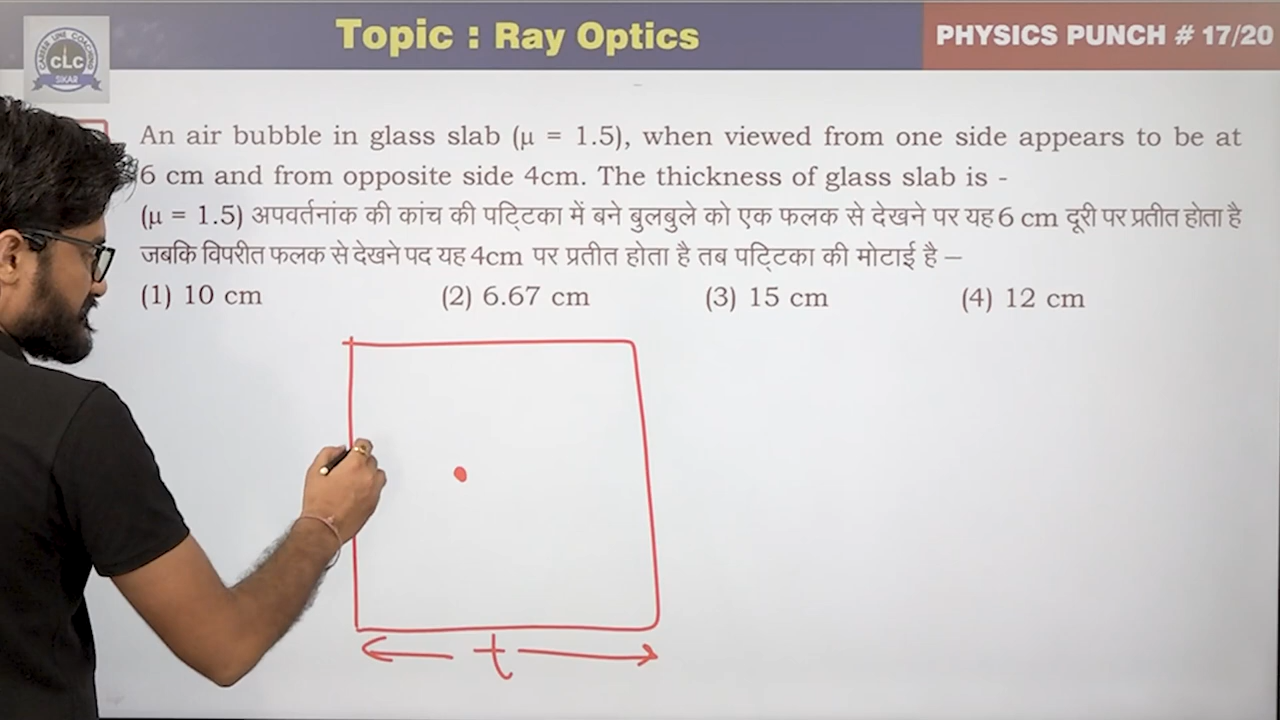 Topic : Ray Optics
PHYSICS PUNCH # 17/20
CAREER LINE COACHING
CLC
SIKAR
An air bubble in glass slab (μ = 1.5), when viewed from one side appears to be at
6 cm and from opposite side 4cm. The thickness of glass slab is -
(μ = 1.5) अपवर्तनांक की कांच की पट्टिका में बने बुलबुले को एक फलक से देखने पर यह 6 cm दूरी पर प्रतीत होता है
जबकि विपरीत फलक से देखने पद यह 4cm पर प्रतीत होता है तब पट्टिका की मोटाई है –
(1) 10 cm (2) 6.67 cm (3) 15 cm (4) 12 cm
t